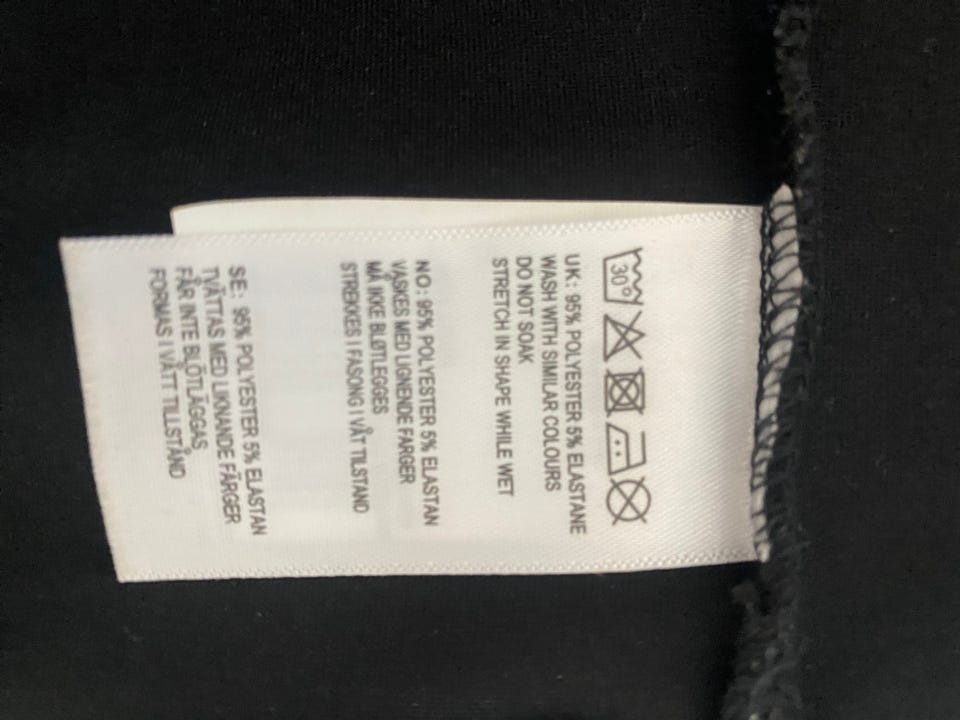 30°
UK: 95% POLYESTER 5% ELASTANE
WASH WITH SIMILAR COLOURS
DO NOT SOAK
STRETCH IN SHAPE WHILE WET
NO: 95% POLYESTER 5% ELASTAN
VASKES MED LIGNENDE FARGER
MÅ IKKE BLØTLEGGES
STREKKES I FASONG I VÅT TILSTAND
SE: 95% POLYESTER 5% ELASTAN
TVÄTTAS MED LIKNANDE FÄRGER
FÅR INTE BLÖTLÄGGAS
FORMAS I VÅTT TILLSTÅND